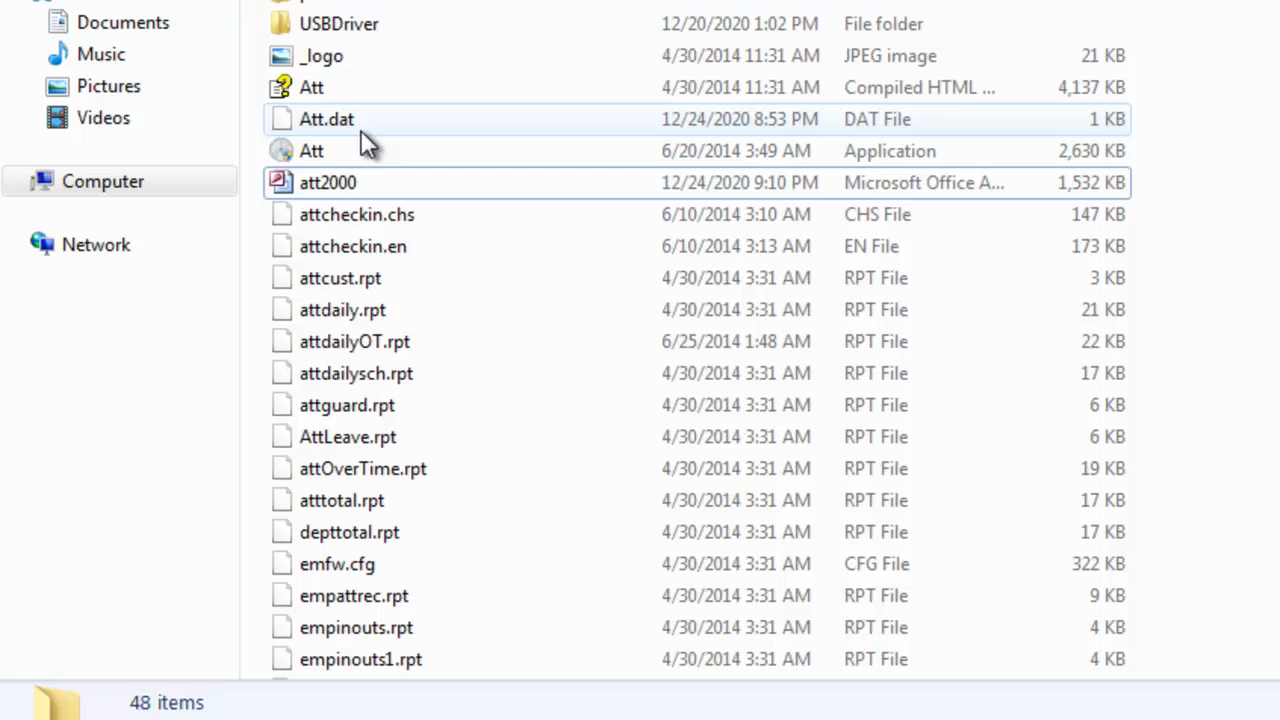 Documents
Music
Pictures
Videos
Computer
Network
USBDriver 12/20/2020 1:02 PM File folder
_logo 4/30/2014 11:31 AM JPEG image 21 KB
Att 4/30/2014 11:31 AM Compiled HTML ... 4,137 KB
Att.dat 12/24/2020 8:53 PM DAT File 1 KB
Att 6/20/2014 3:49 AM Application 2,630 KB
att2000 12/24/2020 9:10 PM Microsoft Office A... 1,532 KB
attcheckin.chs 6/10/2014 3:10 AM CHS File 147 KB
attcheckin.en 6/10/2014 3:13 AM EN File 173 KB
attcust.rpt 4/30/2014 3:31 AM RPT File 3 KB
attdaily.rpt 4/30/2014 3:31 AM RPT File 21 KB
attdailyOT.rpt 6/25/2014 1:48 AM RPT File 22 KB
attdailysch.rpt 4/30/2014 3:31 AM RPT File 17 KB
attguard.rpt 4/30/2014 3:31 AM RPT File 6 KB
AttLeave.rpt 4/30/2014 3:31 AM RPT File 6 KB
attOverTime.rpt 4/30/2014 3:31 AM RPT File 19 KB
atttotal.rpt 4/30/2014 3:31 AM RPT File 17 KB
depttotal.rpt 4/30/2014 3:31 AM RPT File 17 KB
emfw.cfg 4/30/2014 3:31 AM CFG File 322 KB
empattrec.rpt 4/30/2014 3:31 AM RPT File 9 KB
empinouts.rpt 4/30/2014 3:31 AM RPT File 4 KB
empinouts1.rpt 4/30/2014 3:31 AM RPT File 4 KB
48 items